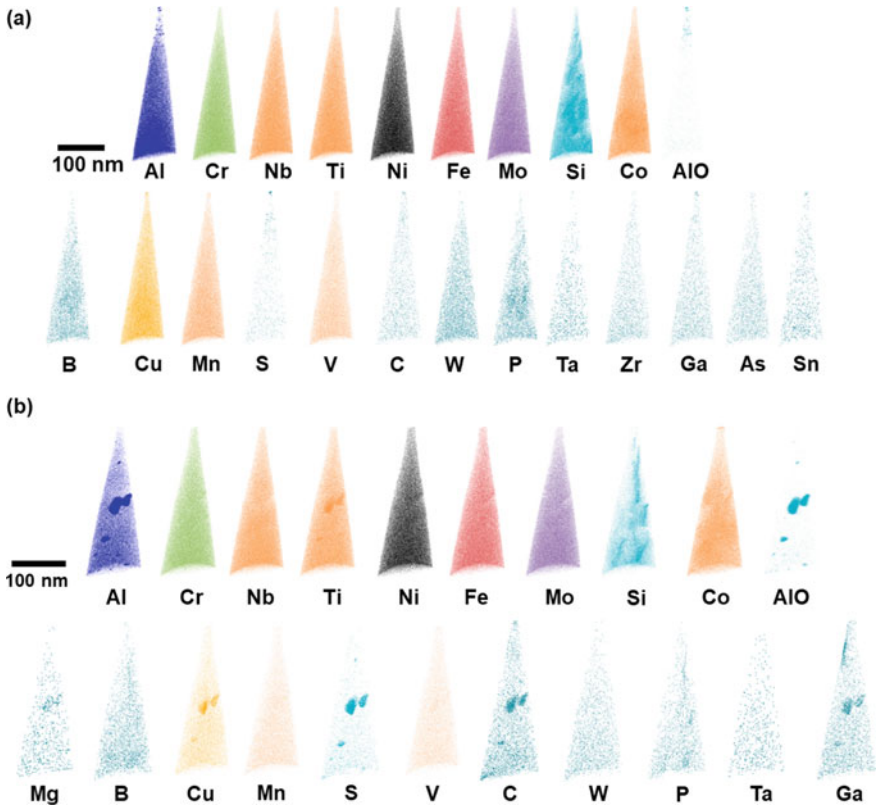 (a)
100 nm
Al Cr Nb Ti Ni Fe Mo Si Co AlO
B Cu Mn S V C W P Ta Zr Ga As Sn
(b)
100 nm
Al Cr Nb Ti Ni Fe Mo Si Co AlO
Mg B Cu Mn S V C W P Ta Ga